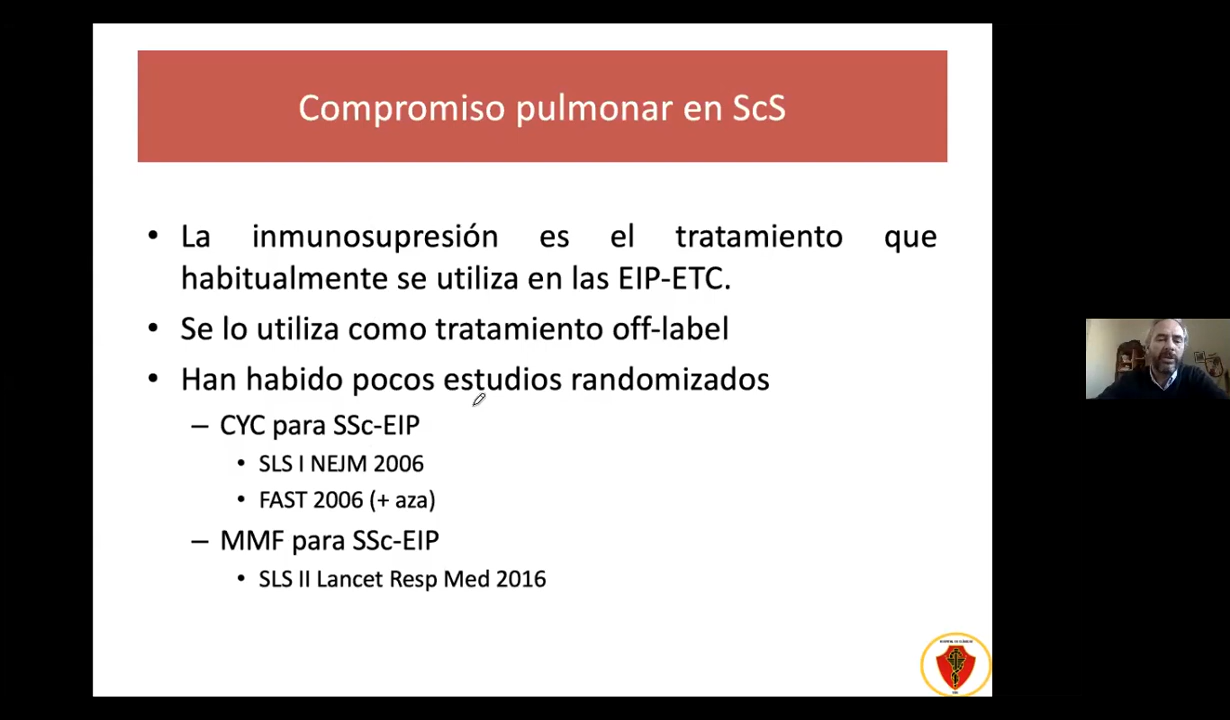 Compromiso pulmonar en ScS
• La inmunosupresión es el tratamiento que
habitualmente se utiliza en las EIP-ETC.
• Se lo utiliza como tratamiento off-label
• Han habido pocos estudios randomizados
– CYC para SSc-EIP
• SLS I NEJM 2006
• FAST 2006 (+ aza)
– MMF para SSc-EIP
• SLS II Lancet Resp Med 2016